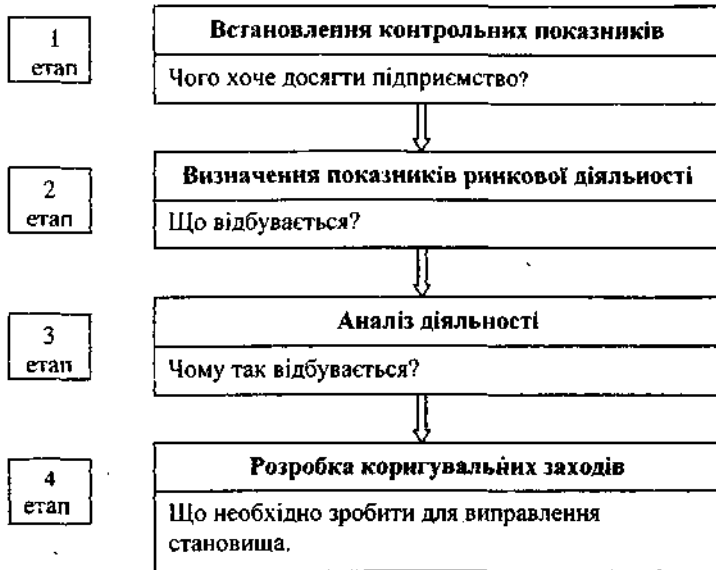 1
етап
Встановлення контрольних показників
Чого хоче досягти підприємство?
2
етап
Визначення показників ринкової діяльності
Що відбувається?
3
етап
Аналіз діяльності
Чому так відбувається?
4
етап
Розробка коригувальних заходів
Що необхідно зробити для виправлення
становища.